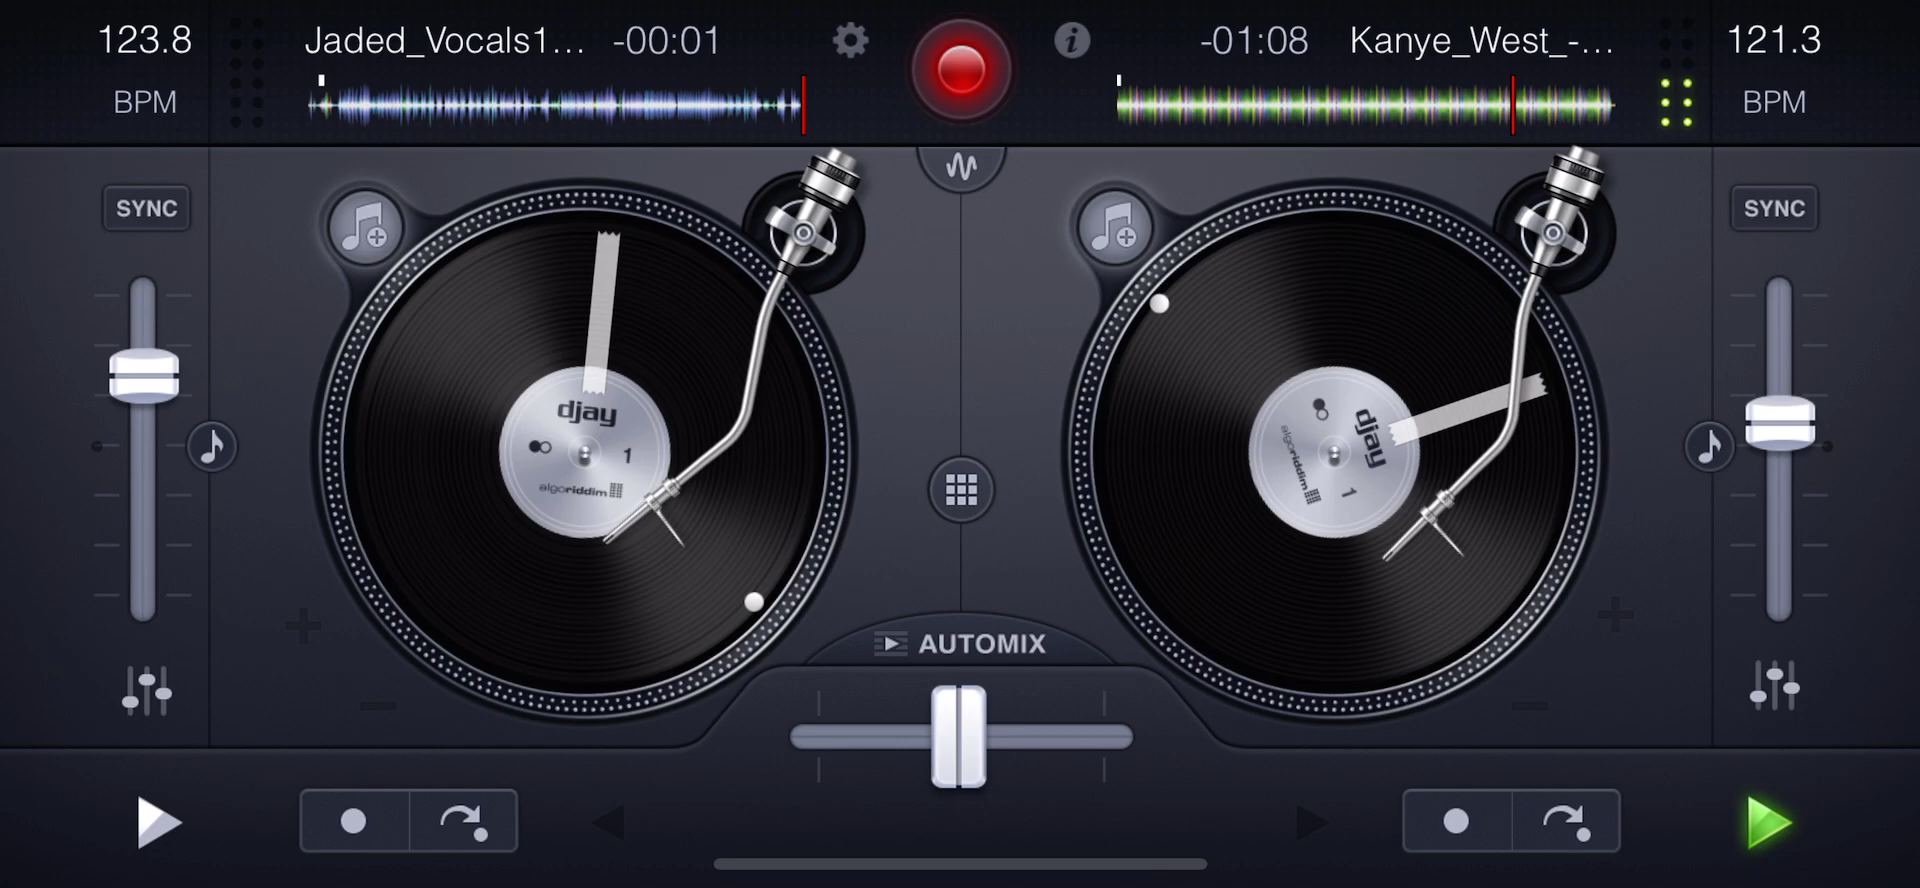 123.8
Jaded_Vocals1...
-00:01
-01:08
Kanye_West_-...
121.3
BPM
BPM
SYNC
SYNC
djay
1
algoriddim
djay
1
algoriddim
AUTOMIX